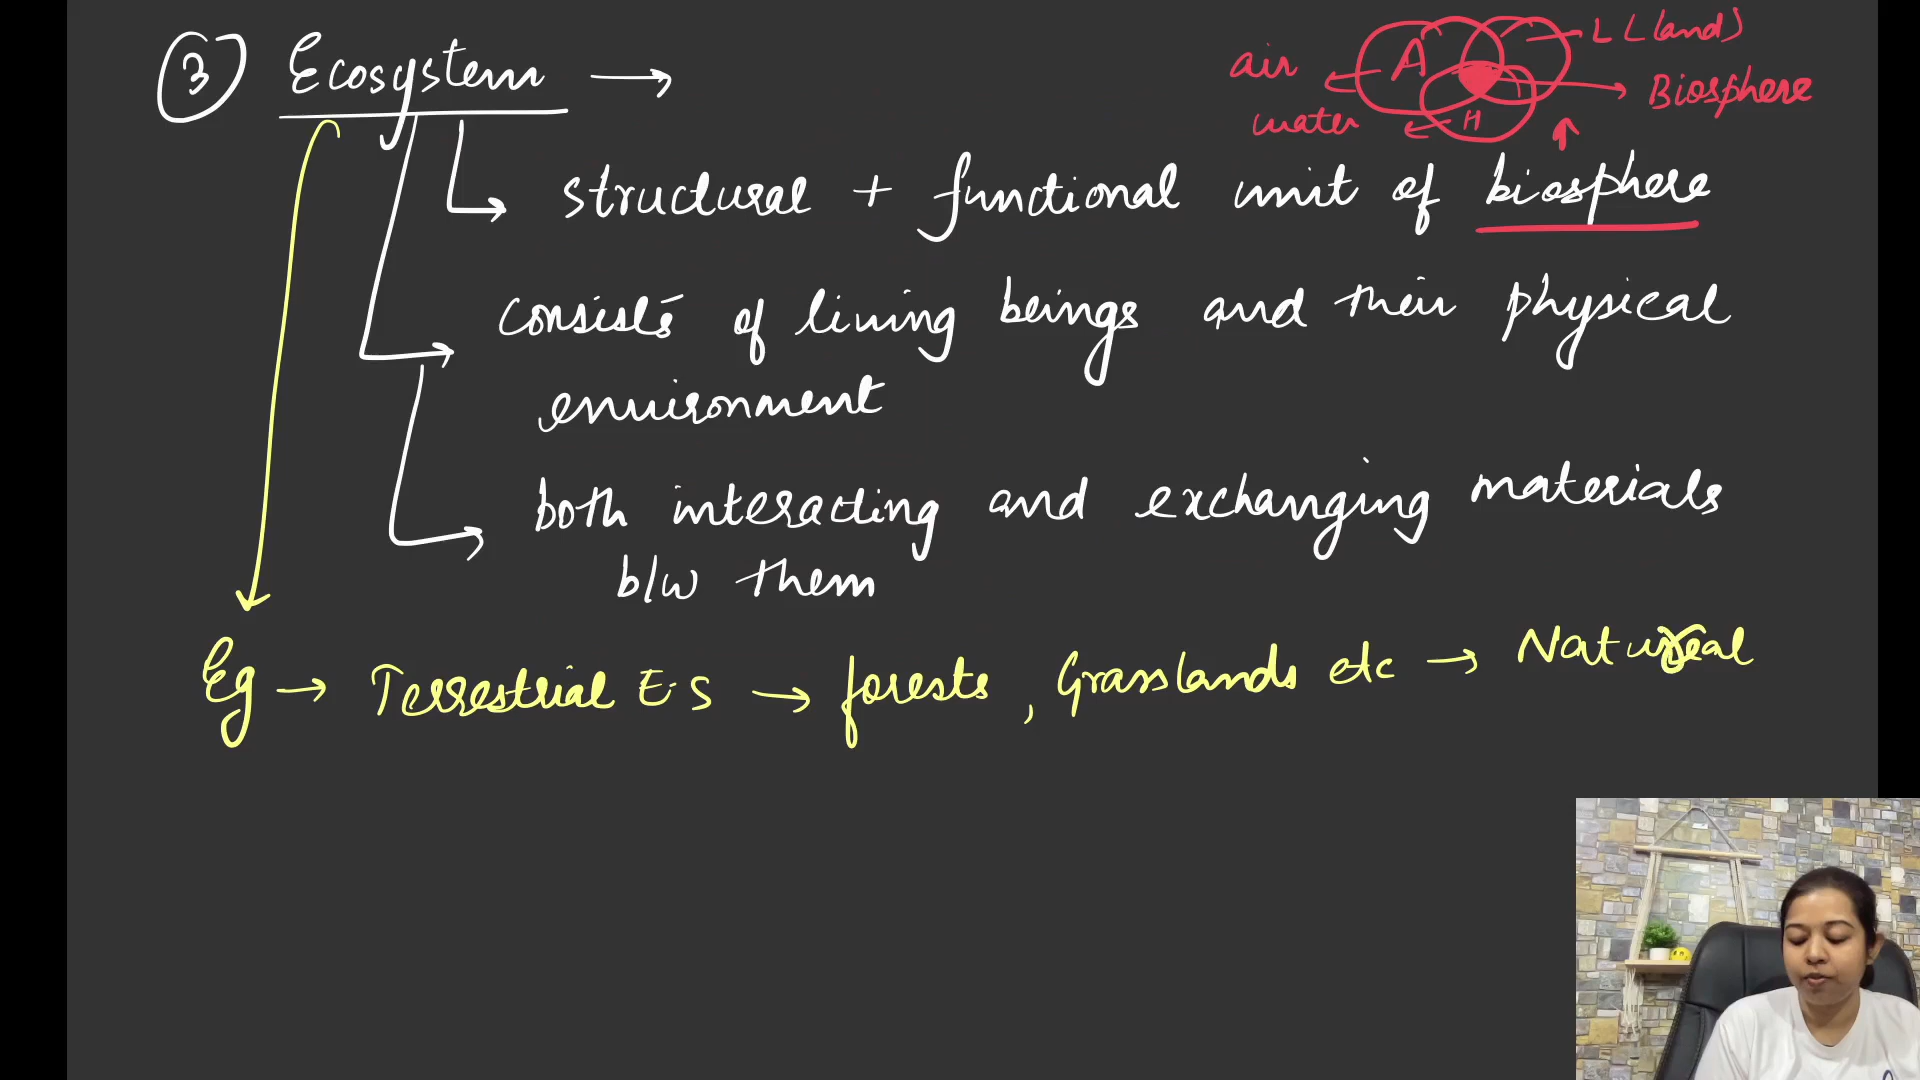 ③ Ecosystem →
air A L (land)
Biosphere
water H
structural + functional unit of biosphere
consists of living beings and their physical
environment
both interacting and exchanging materials
b/w them
Eg → Terrestrial E.S → forests, Grasslands etc → Natural